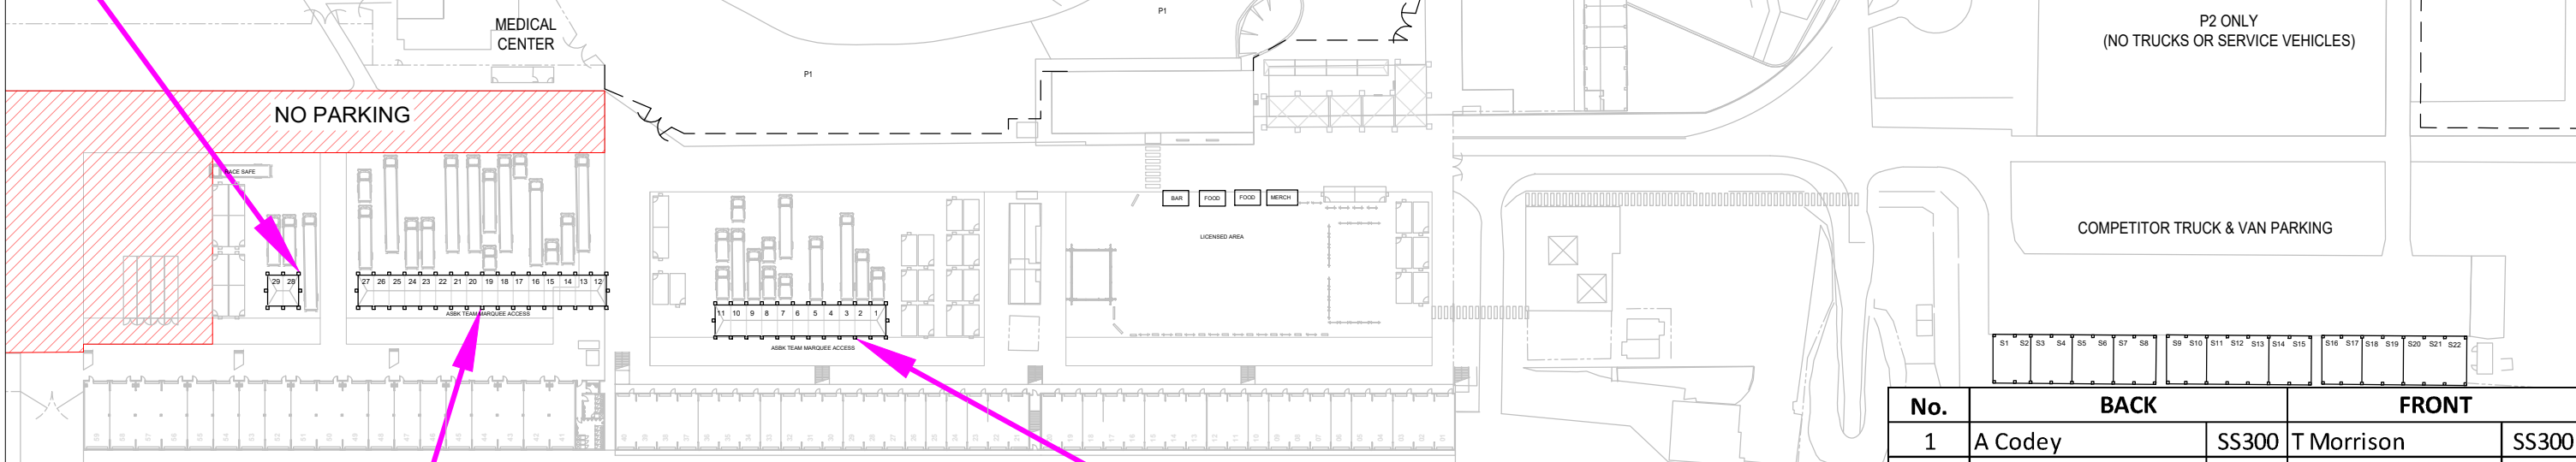 MEDICAL
CENTER
P1
P1
P2 ONLY
(NO TRUCKS OR SERVICE VEHICLES)
NO PARKING
BAR FOOD FOOD MERCH
LICENSED AREA
COMPETITOR TRUCK & VAN PARKING
29 28
27 26 25 24 23 22 21 20 19 18 17 16 15 14 13 12
ASBK TEAM MARQUEE ACCESS
11 10 9 8 7 6 5 4 3 2 1
ASBK TEAM MARQUEE ACCESS
S1 S2 S3 S4 S5 S6 S7 S8 S9 S10 S11 S12 S13 S14 S15 S16 S17 S18 S19 S20 S21 S22
No. BACK FRONT
1 A Codey SS300 T Morrison SS300